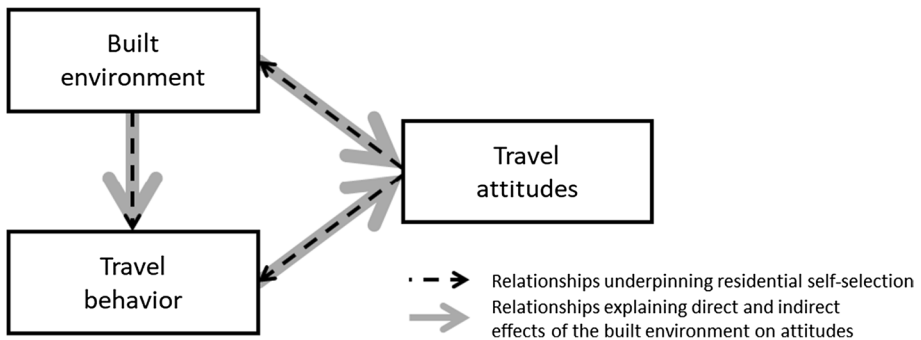 Built
environment
Travel
attitudes
Travel
behavior
Relationships underpinning residential self-selection
Relationships explaining direct and indirect
effects of the built environment on attitudes